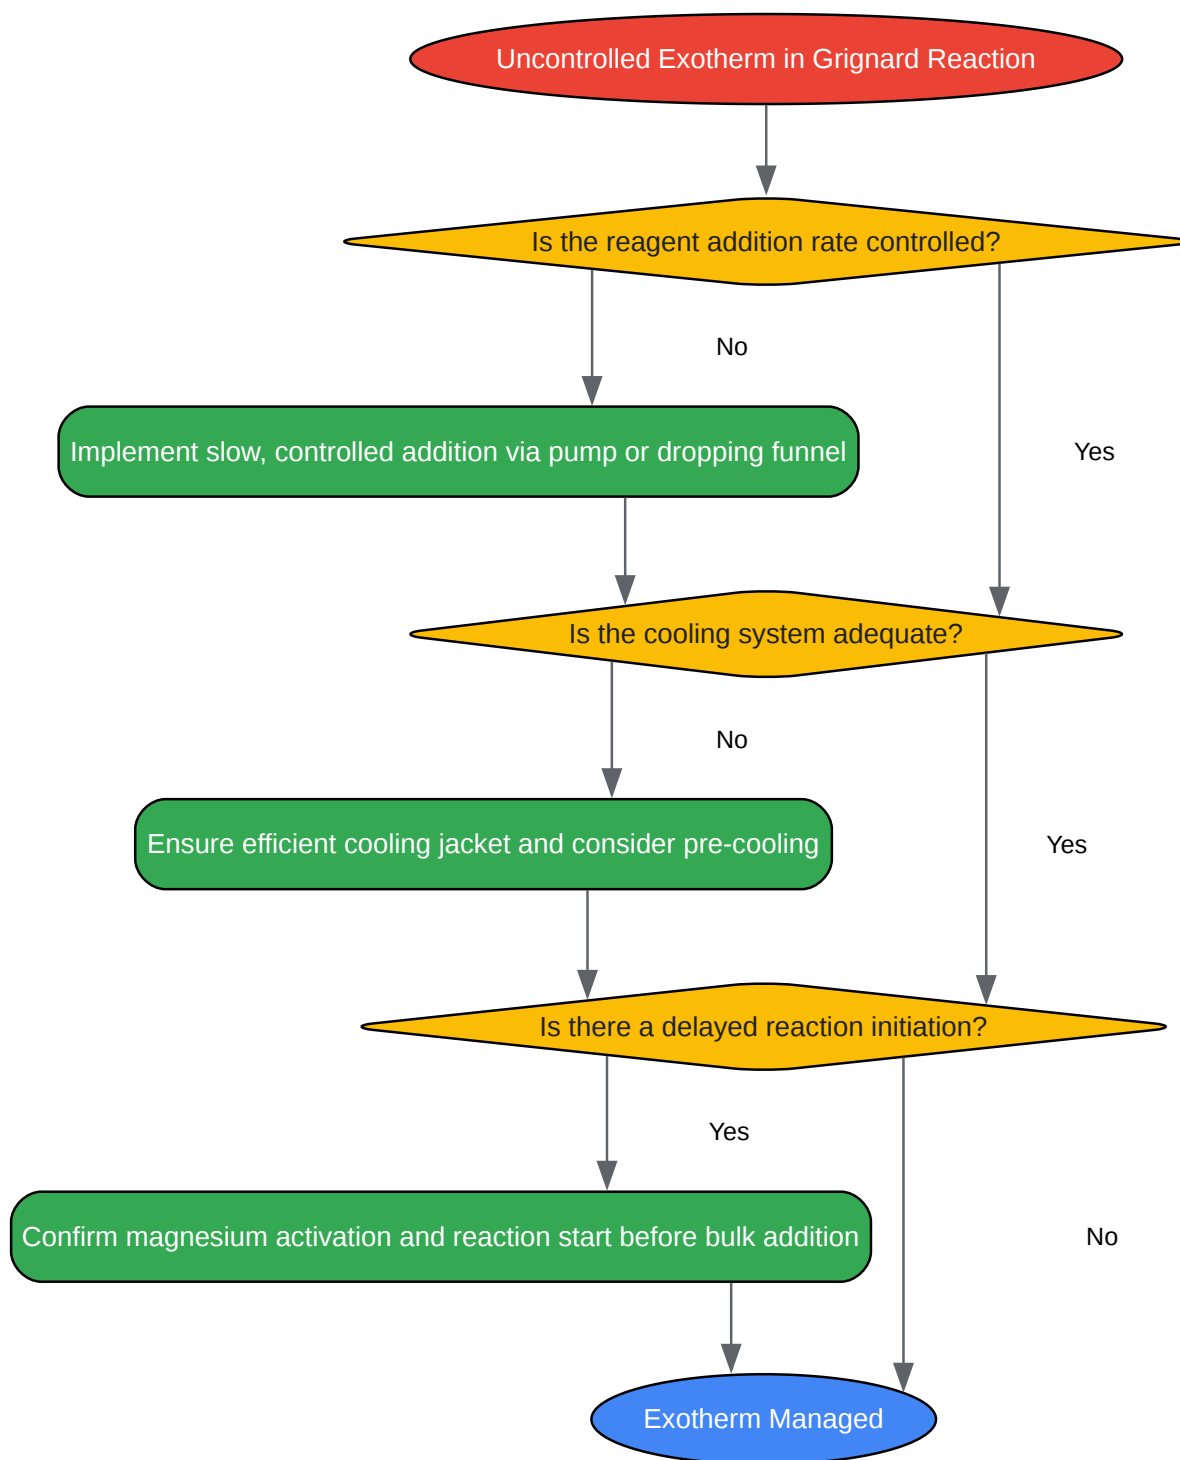 Uncontrolled Exotherm in Grignard Reaction
Is the reagent addition rate controlled?
No
Implement slow, controlled addition via pump or dropping funnel
Yes
Is the cooling system adequate?
No
Ensure efficient cooling jacket and consider pre-cooling
Yes
Is there a delayed reaction initiation?
Yes
Confirm magnesium activation and reaction start before bulk addition
No
Exotherm Managed